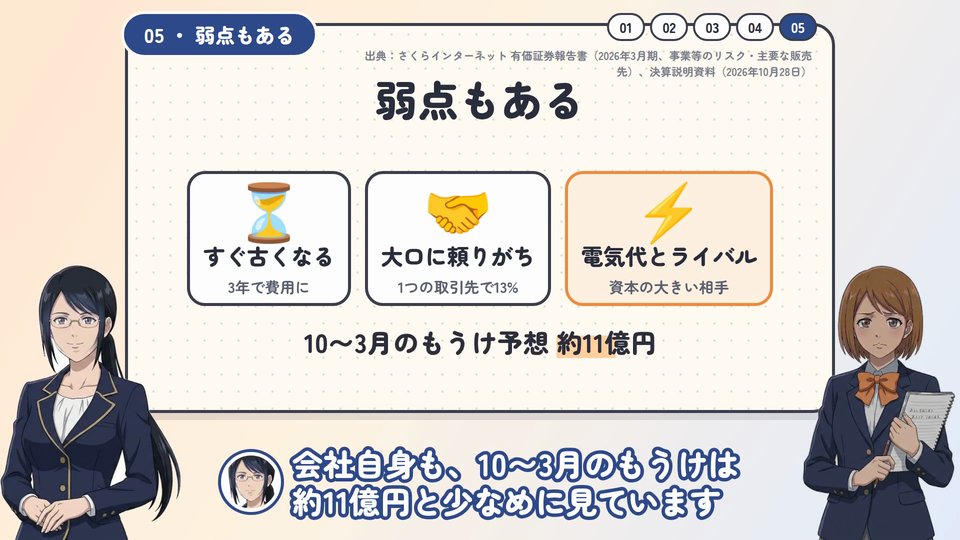 05 ・ 弱点もある
01 02 03 04 05
出典：さくらインターネット 有価証券報告書（2026年3月期、事業等のリスク・主要な販売
先）、決算説明資料（2026年10月28日）
弱点もある
すぐ古くなる
3年で費用に
大口に頼りがち
1つの取引先で13%
電気代とライバル
資本の大きい相手
10〜3月のもうけ予想 約11億円
会社自身も、10〜3月のもうけは
約11億円と少なめに見ています